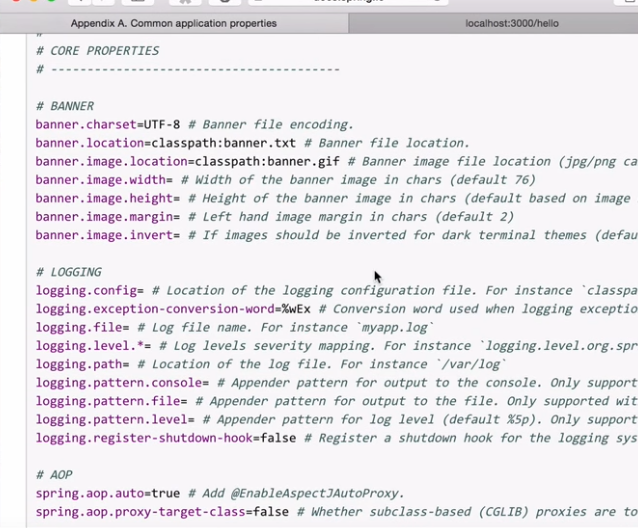 Appendix A. Common application properties
localhost:3000/hello
# CORE PROPERTIES
# ----------------------------------------
# BANNER
banner.charset=UTF-8 # Banner file encoding.
banner.location=classpath:banner.txt # Banner file location.
banner.image.location=classpath:banner.gif # Banner image file location (jpg/png ca
banner.image.width= # Width of the banner image in chars (default 76)
banner.image.height= # Height of the banner image in chars (default based on image
banner.image.margin= # Left hand image margin in chars (default 2)
banner.image.invert= # If images should be inverted for dark terminal themes (defau
# LOGGING
logging.config= # Location of the logging configuration file. For instance `classpa
logging.exception-conversion-word=%wEx # Conversion word used when logging exceptio
logging.file= # Log file name. For instance `myapp.log`
logging.level.*= # Log levels severity mapping. For instance `logging.level.org.spr
logging.path= # Location of the log file. For instance `/var/log`
logging.pattern.console= # Appender pattern for output to the console. Only support
logging.pattern.file= # Appender pattern for output to the file. Only supported wit
logging.pattern.level= # Appender pattern for log level (default %5p). Only support
logging.register-shutdown-hook=false # Register a shutdown hook for the logging sys
# AOP
spring.aop.auto=true # Add @EnableAspectJAutoProxy.
spring.aop.proxy-target-class=false # Whether subclass-based (CGLIB) proxies are to